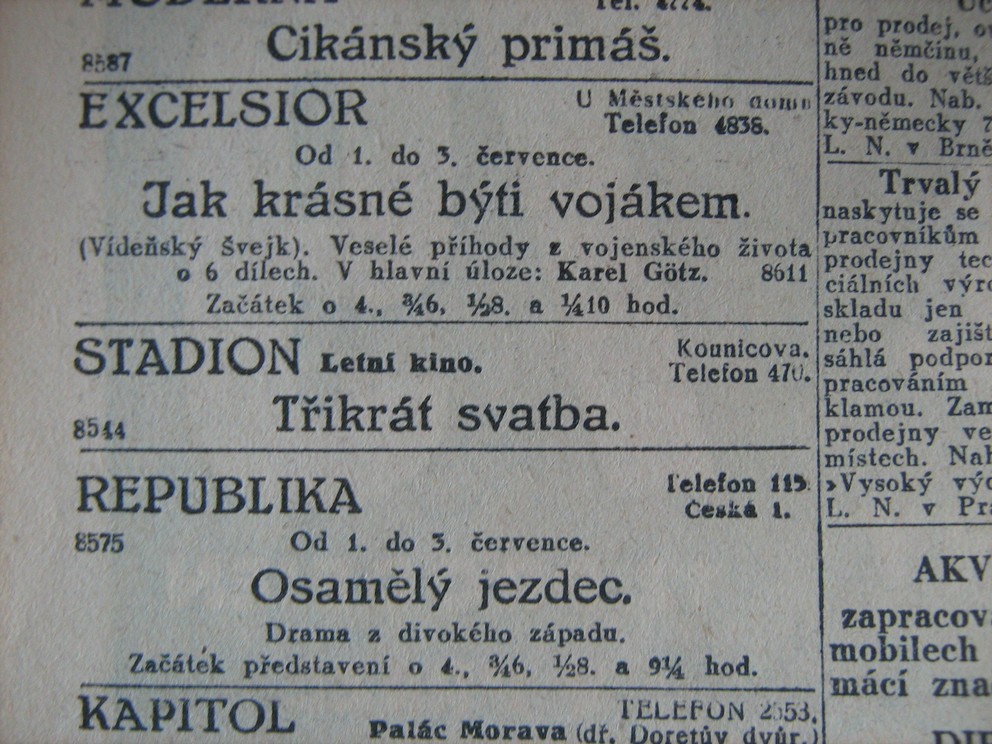 Cikánský primáš.
8587
EXCELSIOR
U Městského domu
Telefon 4838.
Od 1. do 3. července.
Jak krásné býti vojákem.
(Vídeňský Švejk). Veselé příhody z vojenského života
o 6 dílech. V hlavní úloze: Karel Götz. 8611
Začátek o 4., ¾6, ½8. a ¼10 hod.
STADION Letní kino.
Kounicova.
Telefon 470.
Třikrát svatba.
8544
REPUBLIKA
Telefon 115.
Česká 1.
8575
Od 1. do 3. července.
Osamělý jezdec.
Drama z divokého západu.
Začátek představení o 4., ¾6, ½8. a 9¼ hod.
KAPITOL
TELEFON 2553.
Palác Morava (dř. Doretův dvůr.)
pro prodej,
ně němčinu,
hned do
závodu. Nab.
ky-německy 7
L. N. v Brně
Trvalý
naskytuje se
pracovníkům
prodejny
ciálních
skladu jen
nebo
sáhlá
pracováním
klamou.
prodejny
místech.
»Vysoký
L. N. v
mobilech
mácí